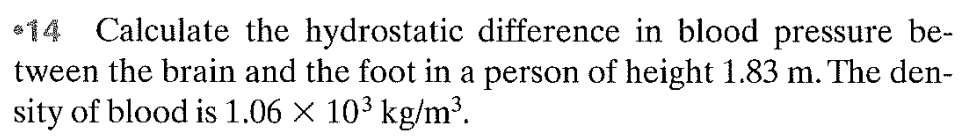 •14 Calculate the hydrostatic difference in blood pressure be-
tween the brain and the foot in a person of height 1.83 m. The den-
sity of blood is 1.06 × 10³ kg/m³.